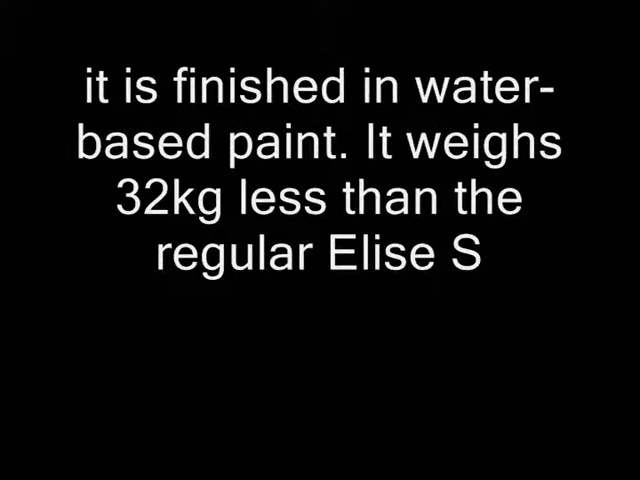 it is finished in water-
based paint. It weighs
32kg less than the
regular Elise S